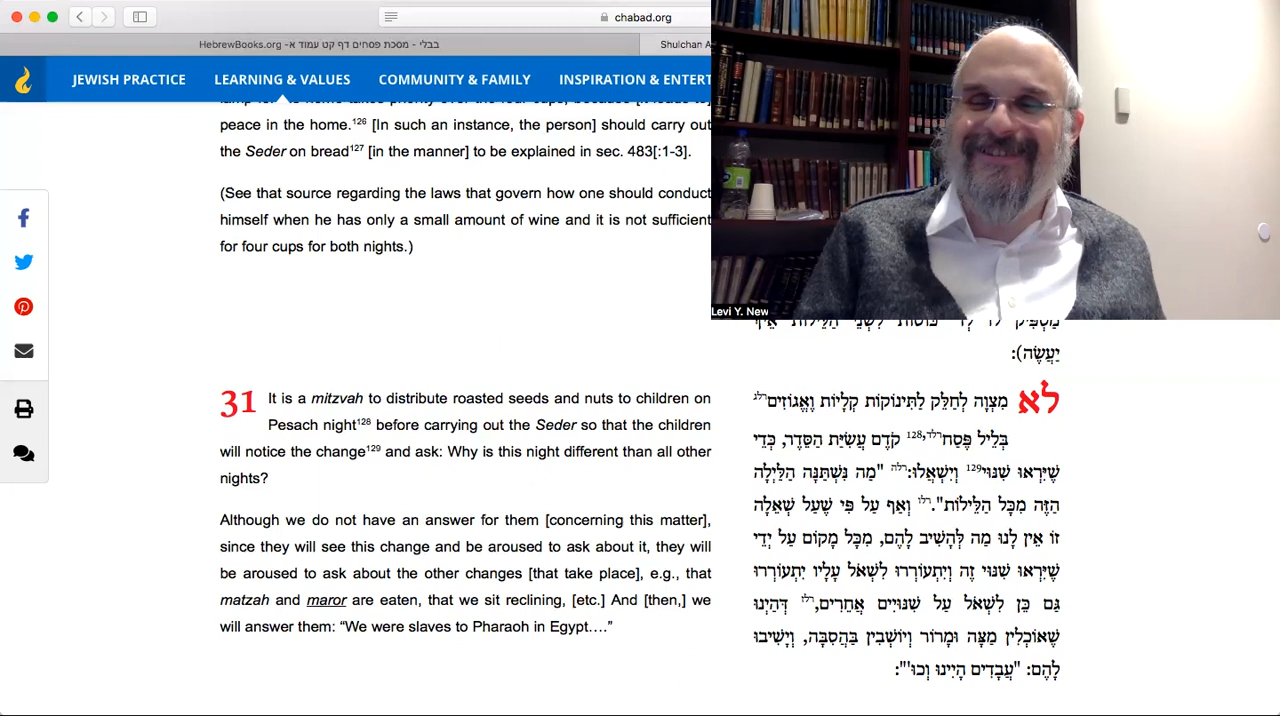 chabad.org
HebrewBooks.org - בבלי - מסכת פסחים דף קט עמוד א
Shulchan A
JEWISH PRACTICE LEARNING & VALUES COMMUNITY & FAMILY INSPIRATION & ENTERT
peace in the home.126 [In such an instance, the person] should carry out
the Seder on bread127 [in the manner] to be explained in sec. 483[:1-3].
(See that source regarding the laws that govern how one should conduct
himself when he has only a small amount of wine and it is not sufficient
for four cups for both nights.)
Levi Y. New
יַעֲשֶׂה):
31 It is a mitzvah to distribute roasted seeds and nuts to children on
Pesach night128 before carrying out the Seder so that the children
will notice the change129 and ask: Why is this night different than all other
nights?
Although we do not have an answer for them [concerning this matter],
since they will see this change and be aroused to ask about it, they will
be aroused to ask about the other changes [that take place], e.g., that
matzah and maror are eaten, that we sit reclining, [etc.] And [then,] we
will answer them: “We were slaves to Pharaoh in Egypt....”
לא מִצְוָה לְחַלֵּק לַתִּינוֹקוֹת קְלָיוֹת וֶאֱגוֹזִיםרלג
בְּלֵיל פֶּסַחרלד,128 קֹדֶם עֲשִׂיַּת הַסֵּדֶר, כְּדֵי
שֶׁיִּרְאוּ שִׁנּוּי129 וְיִשְׁאֲלוּ:רלה "מַה נִּשְׁתַּנָּה הַלַּיְלָה
הַזֶּה מִכָּל הַלֵּילוֹת".רלו וְאַף עַל פִּי שֶׁעַל שְׁאֵלָה
זוֹ אֵין לָנוּ מַה לְּהָשִׁיב לָהֶם, מִכָּל מָקוֹם עַל יְדֵי
שֶׁיִּרְאוּ שִׁנּוּי זֶה וְיִתְעוֹרְרוּ לִשְׁאֹל עָלָיו יִתְעוֹרְרוּ
גַּם כֵּן לִשְׁאֹל עַל שִׁנּוּיִים אֲחֵרִים,רלז דְּהַיְנוּ
שֶׁאוֹכְלִין מַצָּה וּמָרוֹר וְיוֹשְׁבִין בַּהֲסִבָּה, וְיָשִׁיבוּ
לָהֶם: "עֲבָדִים הָיִינוּ וְכוּ'":